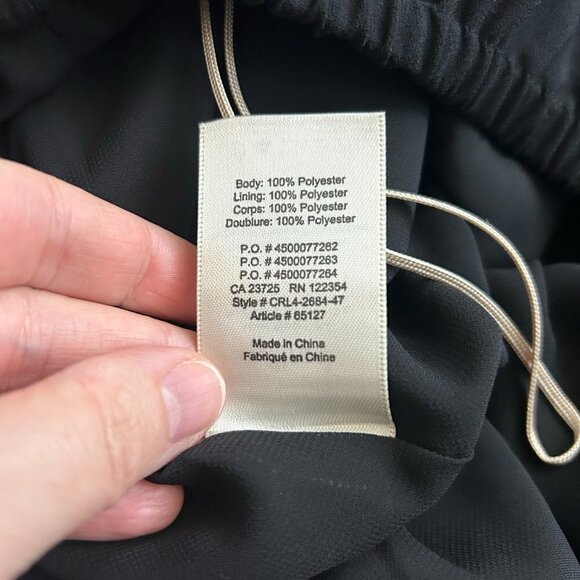 Body: 100% Polyester
Lining: 100% Polyester
Corps: 100% Polyester
Doublure: 100% Polyester
P.O. # 4500077262
P.O. # 4500077263
P.O. # 4500077264
CA 23725 RN 122354
Style # CRL4-2684-47
Article # 65127
Made in China
Fabriqué en Chine